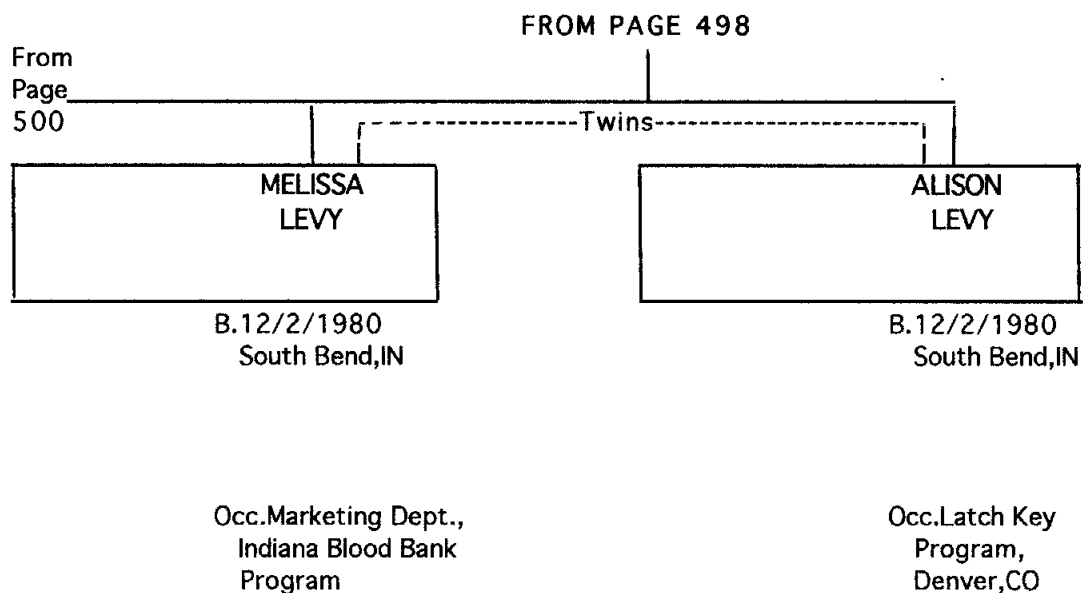 FROM PAGE 498
From
Page
500
Twins
MELISSA
LEVY
ALISON
LEVY
B.12/2/1980
South Bend,IN
B.12/2/1980
South Bend,IN
Occ.Marketing Dept.,
Indiana Blood Bank
Program
Occ.Latch Key
Program,
Denver,CO